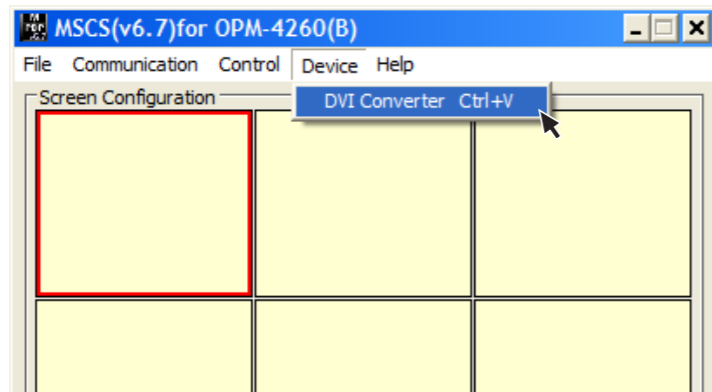 MSCS(v6.7)for OPM-4260(B)
File Communication Control Device Help
Screen Configuration
DVI Converter Ctrl+V